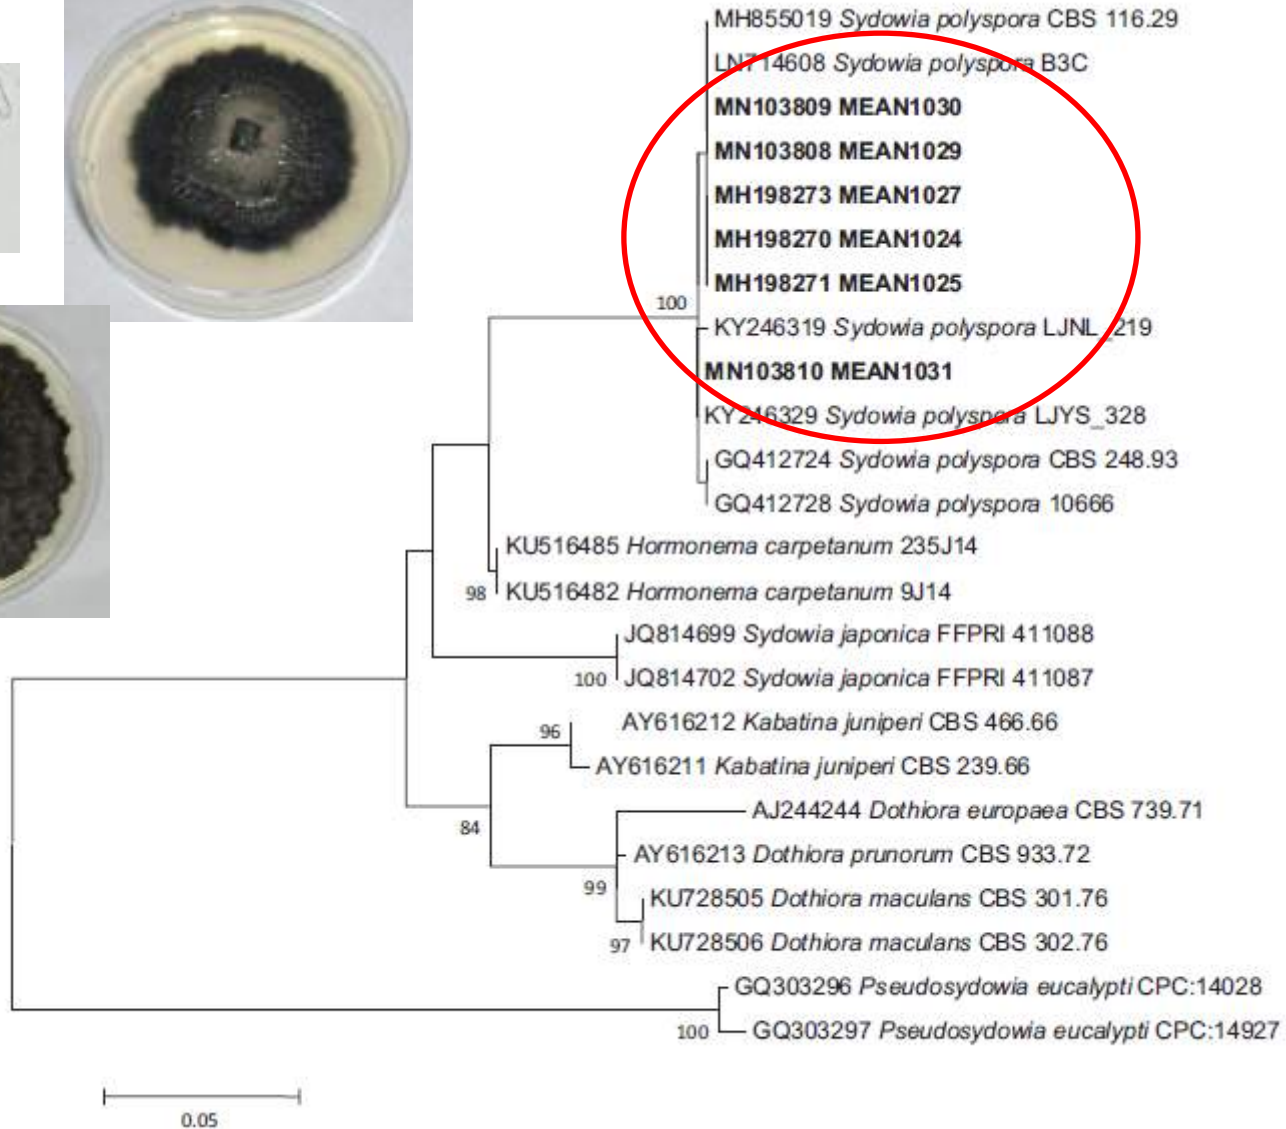 MH855019 Sydowia polyspora CBS 116.29
LN714608 Sydowia polyspora B3C
MN103809 MEAN1030
MN103808 MEAN1029
MH198273 MEAN1027
MH198270 MEAN1024
MH198271 MEAN1025
100
KY246319 Sydowia polyspora LJNL_219
MN103810 MEAN1031
KY246329 Sydowia polyspora LJYS_328
GQ412724 Sydowia polyspora CBS 248.93
GQ412728 Sydowia polyspora 10666
KU516485 Hormonema carpetanum 235J14
98 KU516482 Hormonema carpetanum 9J14
JQ814699 Sydowia japonica FFPRI 411088
100 JQ814702 Sydowia japonica FFPRI 411087
96 AY616212 Kabatina juniperi CBS 466.66
AY616211 Kabatina juniperi CBS 239.66
AJ244244 Dothiora europaea CBS 739.71
84
AY616213 Dothiora prunorum CBS 933.72
99
KU728505 Dothiora maculans CBS 301.76
97 KU728506 Dothiora maculans CBS 302.76
GQ303296 Pseudosydowia eucalypti CPC:14028
100 GQ303297 Pseudosydowia eucalypti CPC:14927
0.05